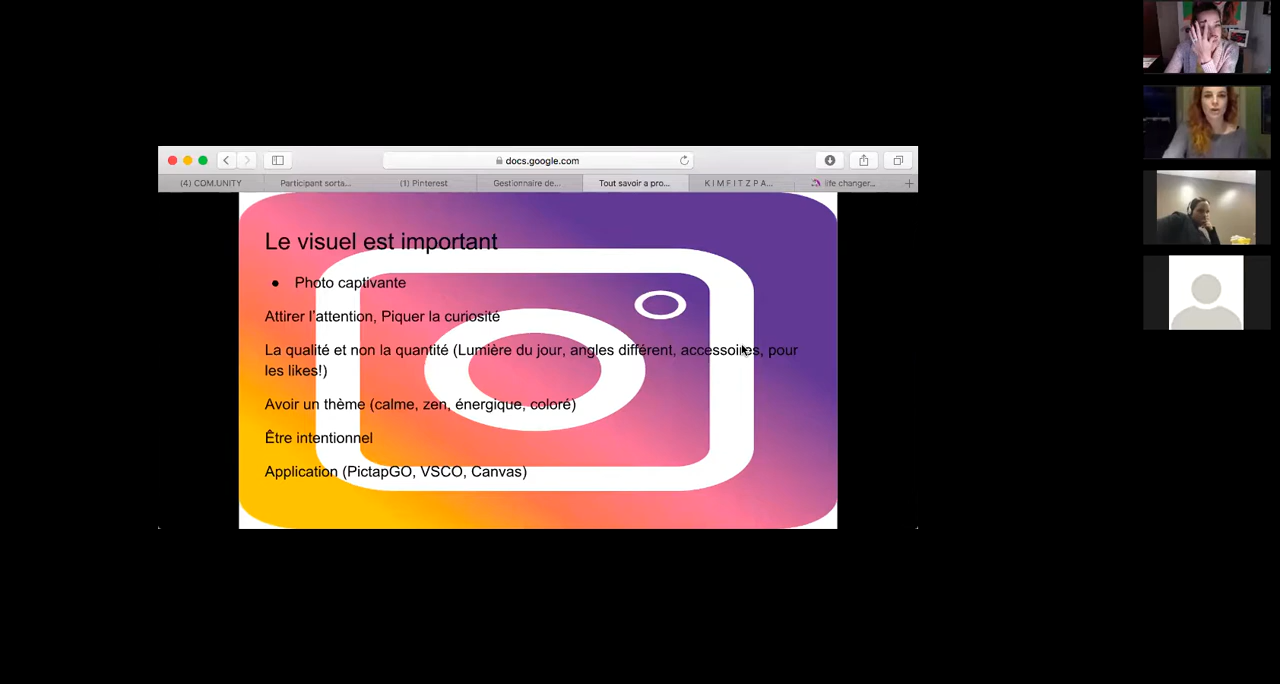 docs.google.com
(4) COM.UNITY
Participant sorta...
(1) Pinterest
Gestionnaire de...
Tout savoir a pro...
K I M F I T Z P A...
life changer...
Le visuel est important
● Photo captivante
Attirer l'attention, Piquer la curiosité
La qualité et non la quantité (Lumière du jour, angles différent, accessoires, pour
les likes!)
Avoir un thème (calme, zen, énergique, coloré)
Être intentionnel
Application (PictapGO, VSCO, Canvas)